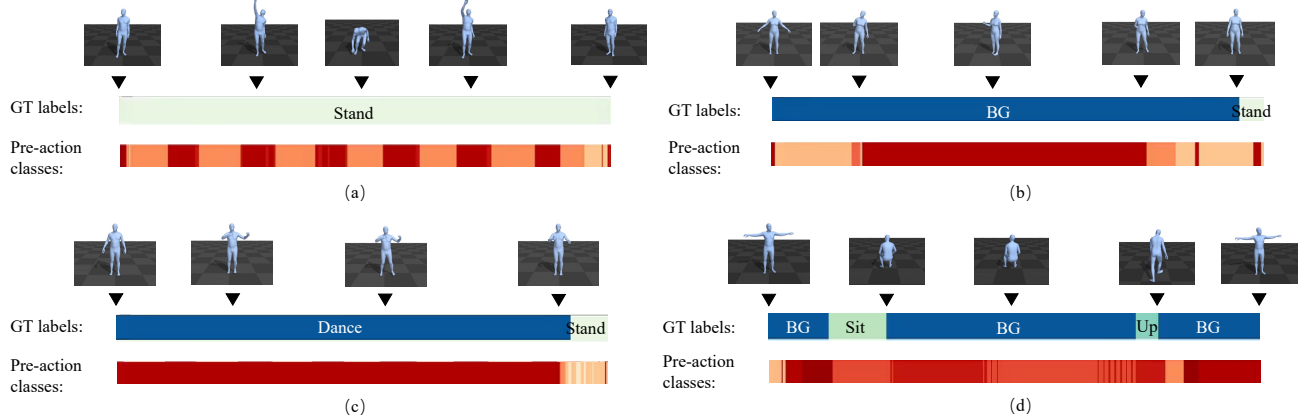 GT labels:
Stand
Pre-action
classes:
(a)
GT labels:
BG
Stand
Pre-action
classes:
(b)
GT labels:
Dance
Stand
Pre-action
classes:
(c)
GT labels:
BG
Sit
BG
Up
BG
Pre-action
classes:
(d)